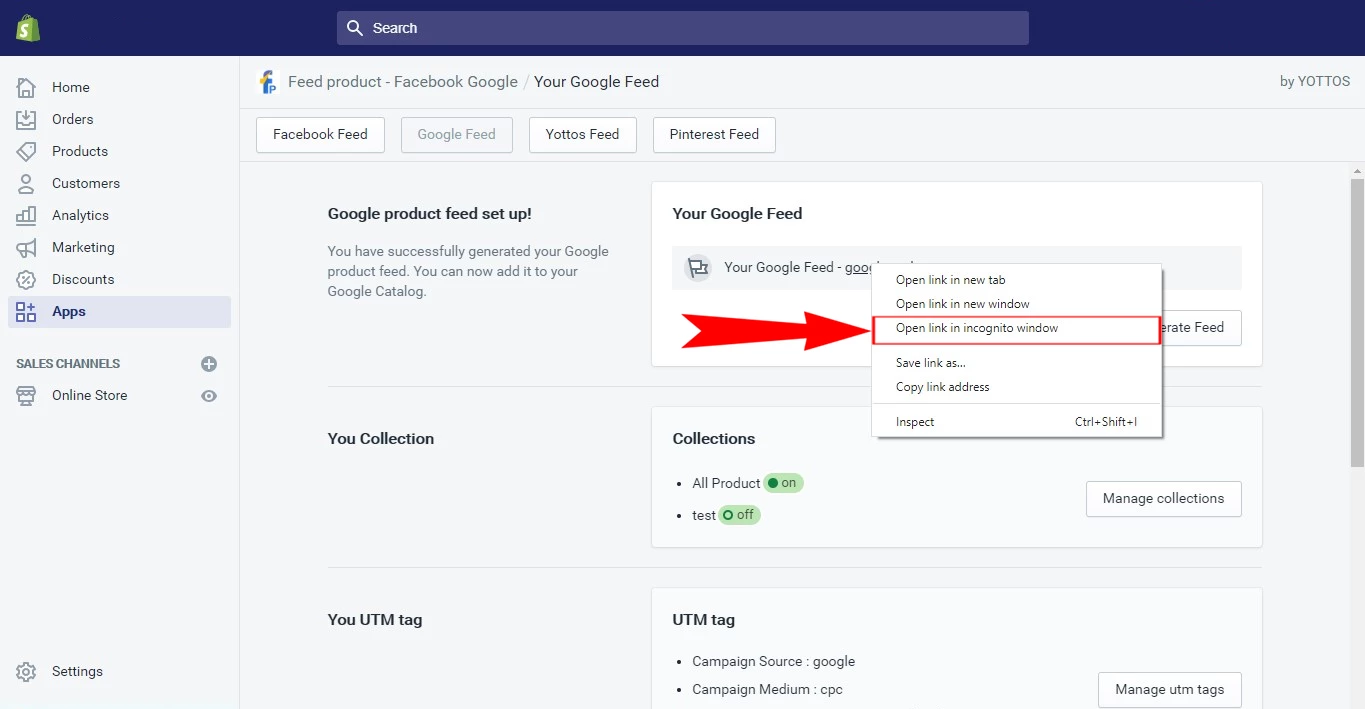 Search
Home
Orders
Products
Customers
Analytics
Marketing
Discounts
Apps
SALES CHANNELS
Online Store
Settings
Feed product - Facebook Google / Your Google Feed
by YOTTOS
Facebook Feed
Google Feed
Yottos Feed
Pinterest Feed
Google product feed set up!
You have successfully generated your Google
product feed. You can now add it to your
Google Catalog.
Your Google Feed
Your Google Feed -
Feed
Open link in new tab
Open link in new window
Open link in incognito window
Save link as...
Copy link address
Inspect Ctrl+Shift+I
You Collection
Collections
• All Product on
• test off
Manage collections
You UTM tag
UTM tag
• Campaign Source : google
• Campaign Medium : cpc
Manage utm tags